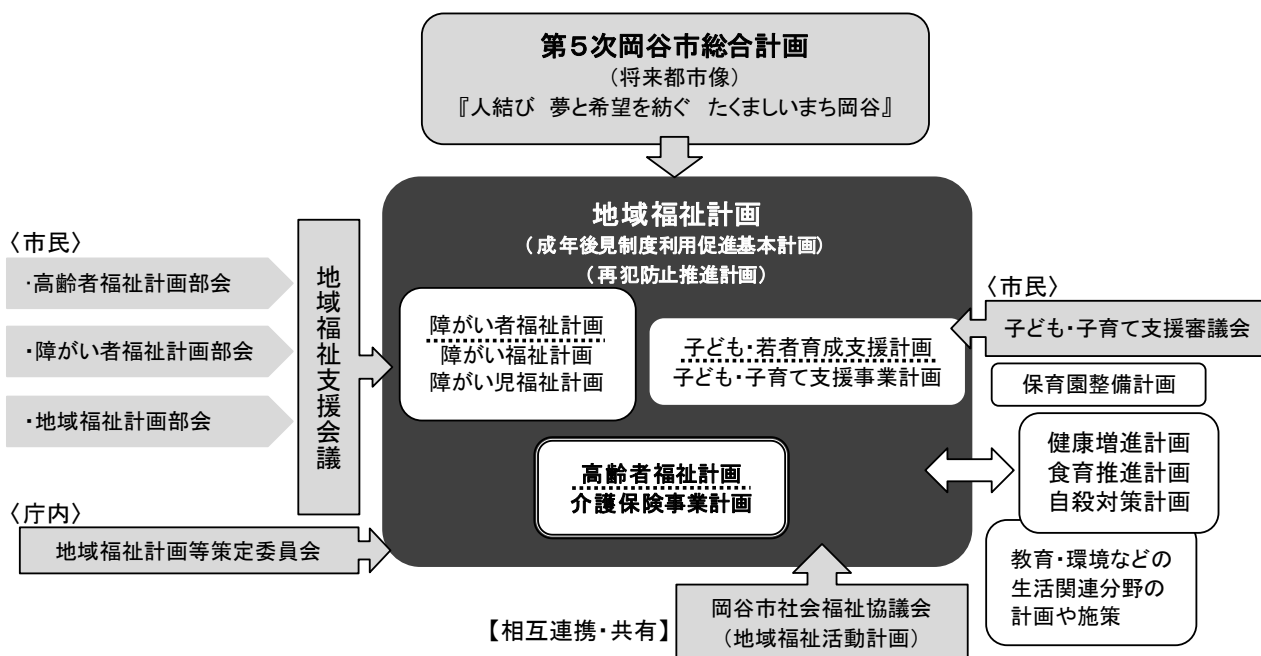 第5次岡谷市総合計画
(将来都市像)
『人結び 夢と希望を紡ぐ たくましいまち岡谷』
地域福祉計画
(成年後見制度利用促進基本計画)
(再犯防止推進計画)
〈市民〉
・高齢者福祉計画部会
・障がい者福祉計画部会
・地域福祉計画部会
地域福祉支援会議
障がい者福祉計画
障がい福祉計画
障がい児福祉計画
子ども・若者育成支援計画
子ども・子育て支援事業計画
高齢者福祉計画
介護保険事業計画
〈市民〉
子ども・子育て支援審議会
保育園整備計画
健康増進計画
食育推進計画
自殺対策計画
教育・環境などの
生活関連分野の
計画や施策
〈庁内〉
地域福祉計画等策定委員会
【相互連携・共有】
岡谷市社会福祉協議会
(地域福祉活動計画)